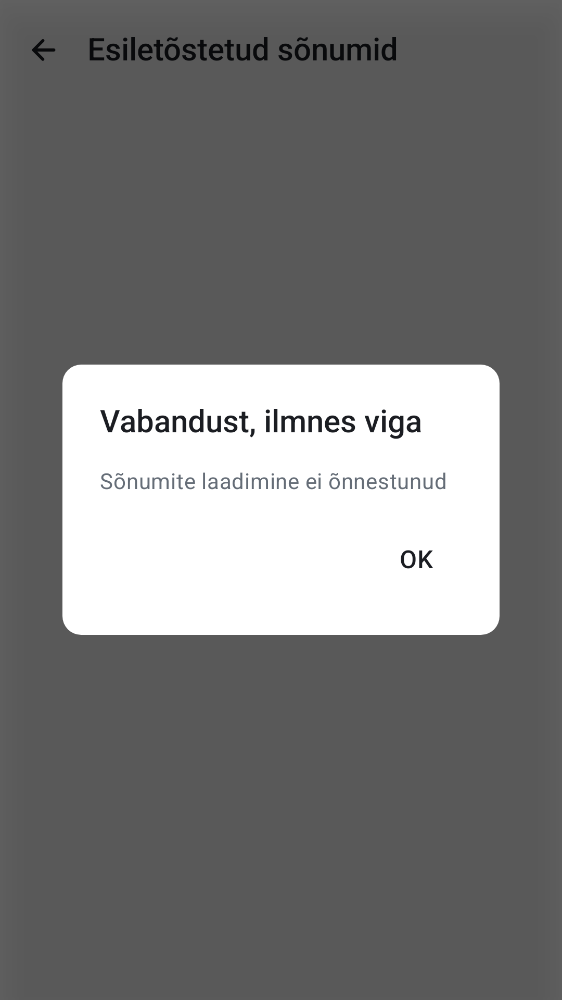 Esiletõstetud sõnumid
Vabandust, ilmnes viga
Sõnumite laadimine ei õnnestunud
OK